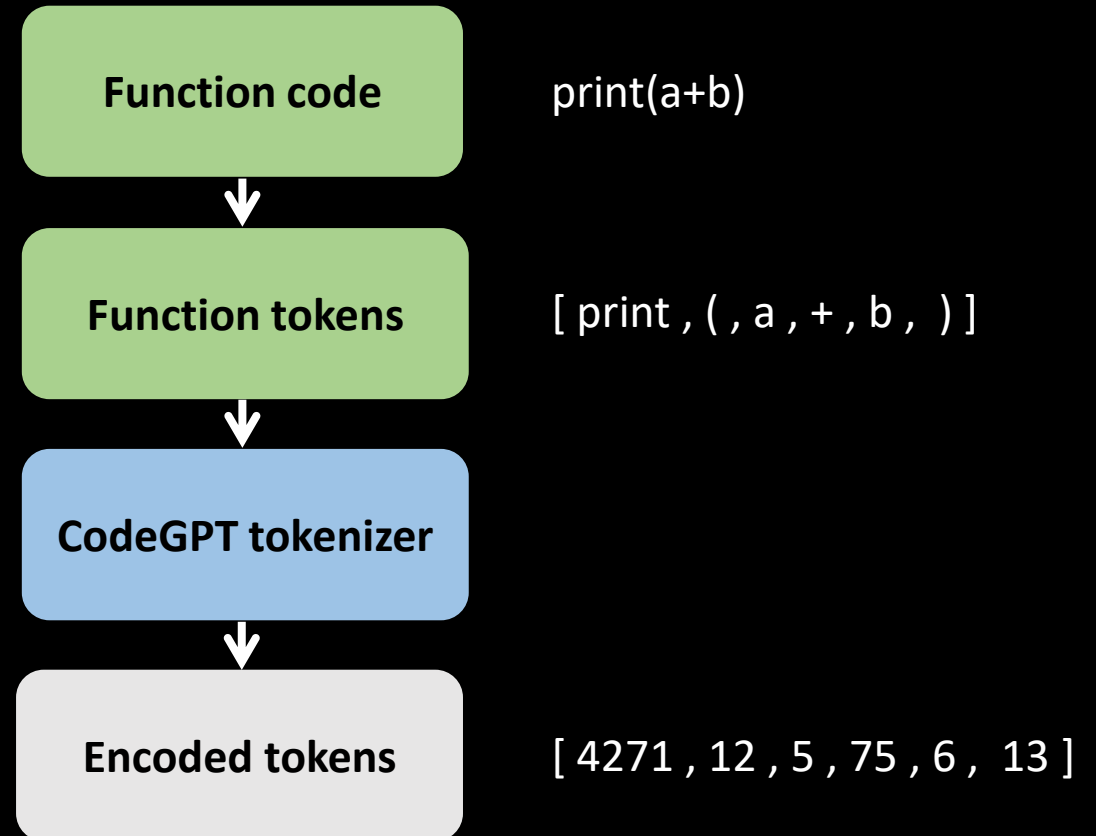 Function code
print(a+b)
Function tokens
[ print , ( , a , + , b , ) ]
CodeGPT tokenizer
Encoded tokens
[ 4271 , 12 , 5 , 75 , 6 , 13 ]